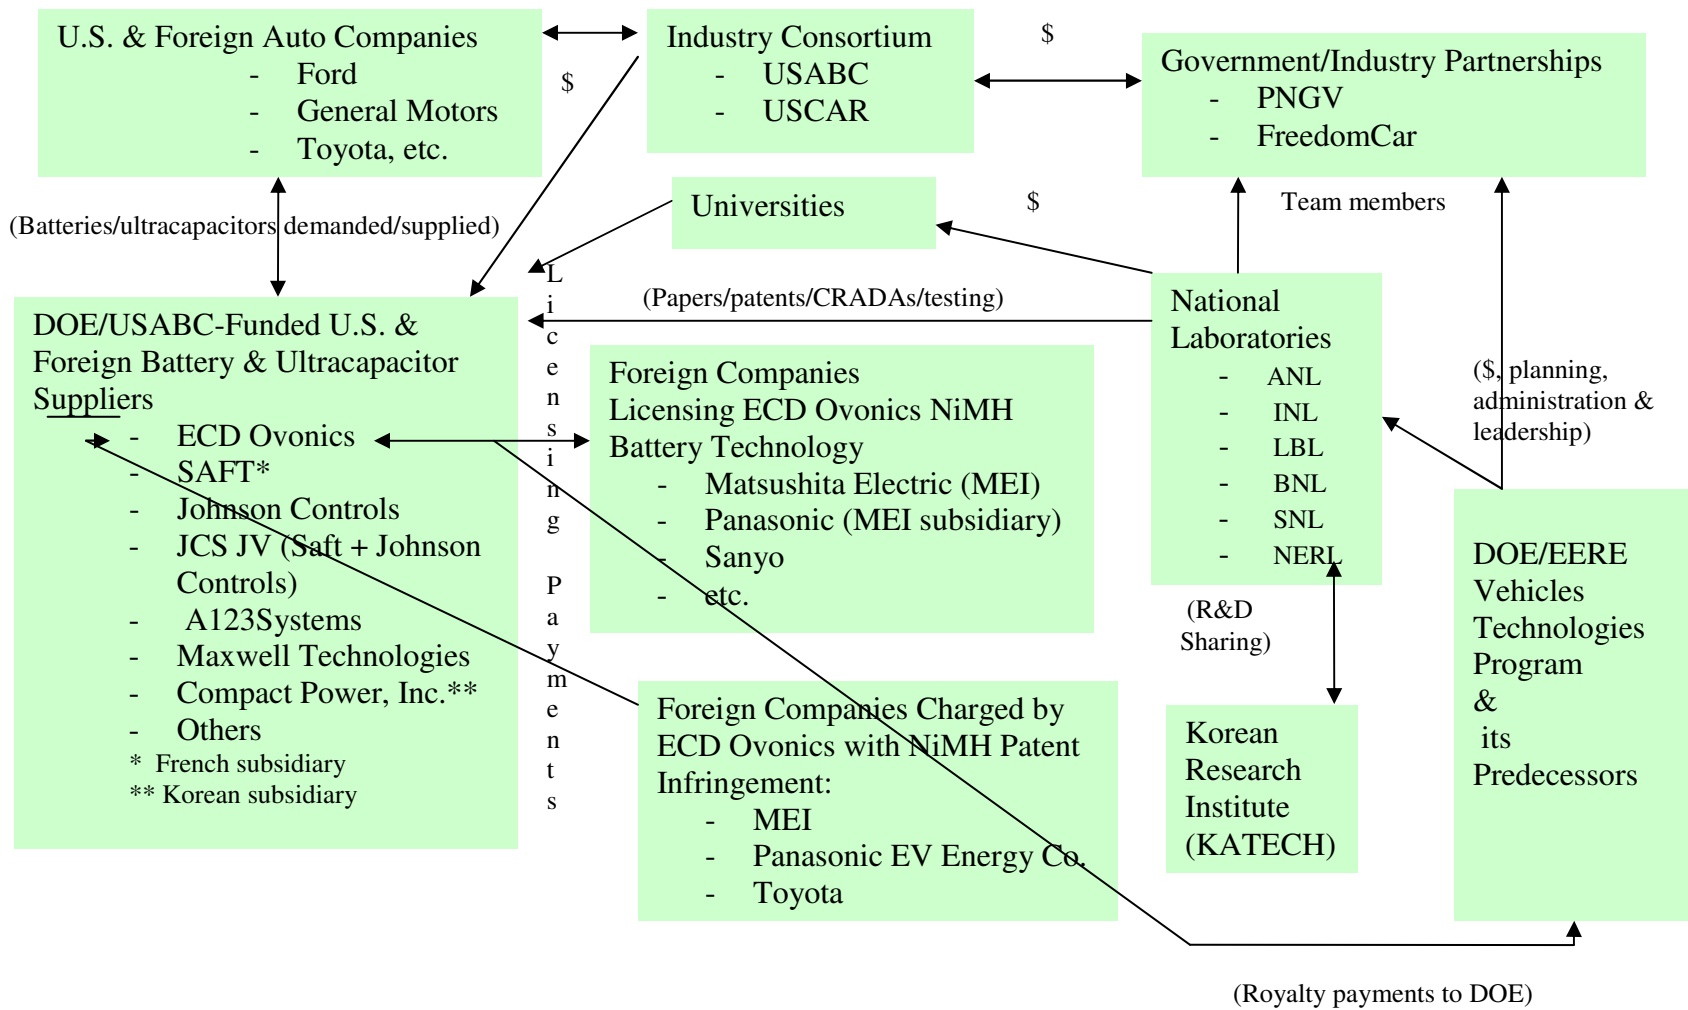 U.S. & Foreign Auto Companies
- Ford
- General Motors
- Toyota, etc.
$
Industry Consortium
- USABC
- USCAR
$
Government/Industry Partnerships
- PNGV
- FreedomCar
(Batteries/ultracapacitors demanded/supplied)
Universities
$
Team members
Licensing Payments
(Papers/patents/CRADAs/testing)
DOE/USABC-Funded U.S. &
Foreign Battery & Ultracapacitor
Suppliers
- ECD Ovonics
- SAFT*
- Johnson Controls
- JCS JV (Saft + Johnson
Controls)
- A123Systems
- Maxwell Technologies
- Compact Power, Inc.**
- Others
* French subsidiary
** Korean subsidiary
Foreign Companies
Licensing ECD Ovonics NiMH
Battery Technology
- Matsushita Electric (MEI)
- Panasonic (MEI subsidiary)
- Sanyo
- etc.
National
Laboratories
- ANL
- INL
- LBL
- BNL
- SNL
- NERL
($, planning,
administration &
leadership)
(R&D
Sharing)
Foreign Companies Charged by
ECD Ovonics with NiMH Patent
Infringement:
- MEI
- Panasonic EV Energy Co.
- Toyota
Korean
Research
Institute
(KATECH)
DOE/EERE
Vehicles
Technologies
Program
&
its
Predecessors
(Royalty payments to DOE)